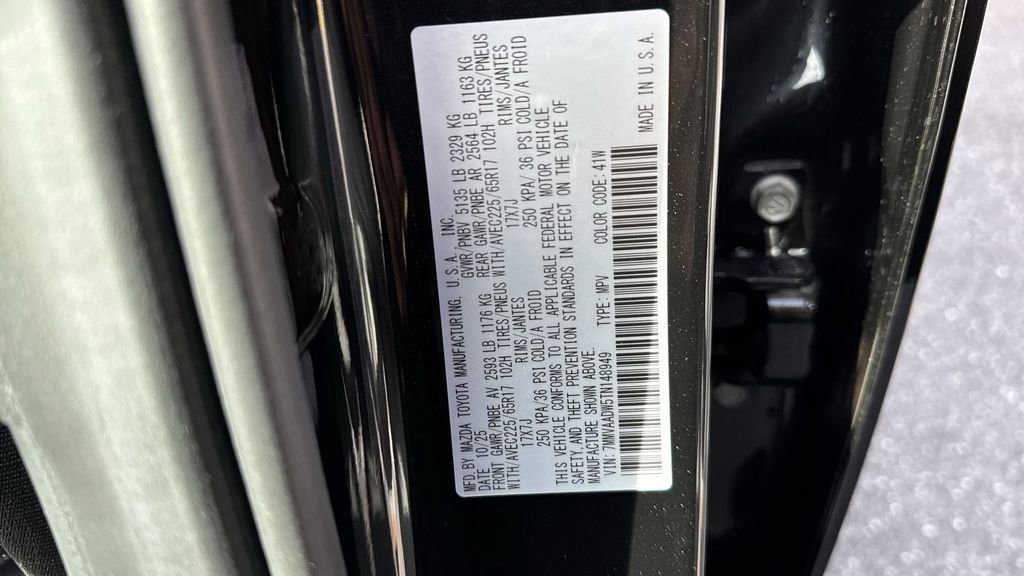 MFD.BY MAZDA TOYOTA MANUFACTURING, U.S.A., INC.
DATE 10/25 GVWR/PNBV 5135 LB 2329 KG
FRONT GAWR/PNBE AV 2593 LB 1176 KG REAR GAWR/PNBE AR 2564 LB 1163 KG
WITH/AVEC225/65R17 102H TIRES/PNEUS WITH/AVEC225/65R17 102H TIRES/PNEUS
17X7J RIMS/JANTES 17X7J RIMS/JANTES
250 KPA/36 PSI COLD/A FROID 250 KPA/36 PSI COLD/A FROID
THIS VEHICLE CONFORMS TO ALL APPLICABLE FEDERAL MOTOR VEHICLE
SAFETY,AND THEFT PREVENTION STANDARDS IN EFFECT ON THE DATE OF
MANUFACTURE SHOWN ABOVE.
VIN: 7MMVAADW5TN149949 TYPE: MPV COLOR CODE: 41W
MADE IN U.S.A.